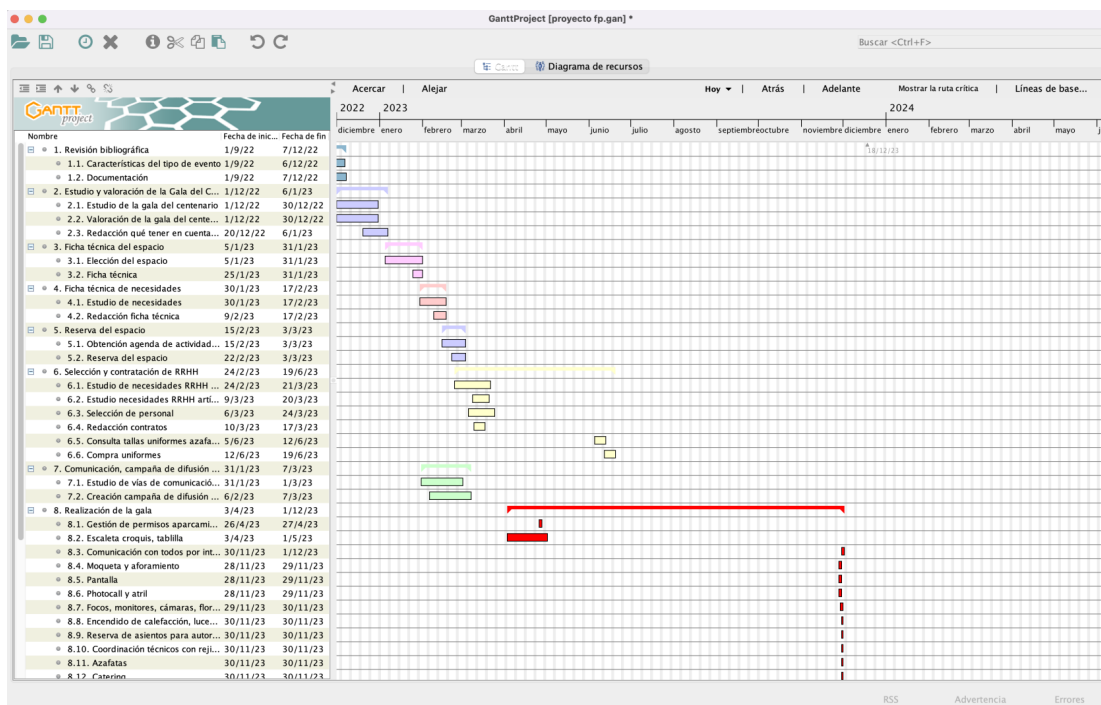 GanttProject [proyecto fp.gan] *
Buscar <Ctrl+F>
Gantt Diagrama de recursos
Acercar | Alejar Hoy | Atrás | Adelante Mostrar la ruta crítica | Líneas de base...
GANTT project
2022 2023 2024
Nombre Fecha de inic... Fecha de fin diciembre enero febrero marzo abril mayo junio julio agosto septiembre octubre noviembre diciembre enero febrero marzo abril mayo
1. Revisión bibliográfica 1/9/22 7/12/22 18/12/23
1.1. Características del tipo de evento 1/9/22 6/12/22
1.2. Documentación 1/9/22 7/12/22
2. Estudio y valoración de la Gala del C... 1/12/22 6/1/23
2.1. Estudio de la gala del centenario 1/12/22 30/12/22
2.2. Valoración de la gala del cente... 1/12/22 30/12/22
2.3. Redacción qué tener en cuenta... 20/12/22 6/1/23
3. Ficha técnica del espacio 5/1/23 31/1/23
3.1. Elección del espacio 5/1/23 31/1/23
3.2. Ficha técnica 25/1/23 31/1/23
4. Ficha técnica de necesidades 30/1/23 17/2/23
4.1. Estudio de necesidades 30/1/23 17/2/23
4.2. Redacción ficha técnica 9/2/23 17/2/23
5. Reserva del espacio 15/2/23 3/3/23
5.1. Obtención agenda de actividad... 15/2/23 3/3/23
5.2. Reserva del espacio 22/2/23 3/3/23
6. Selección y contratación de RRHH 24/2/23 19/6/23
6.1. Estudio de necesidades RRHH ... 24/2/23 21/3/23
6.2. Estudio necesidades RRHH artí... 9/3/23 20/3/23
6.3. Selección de personal 6/3/23 24/3/23
6.4. Redacción contratos 10/3/23 17/3/23
6.5. Consulta tallas uniformes azafa... 5/6/23 12/6/23
6.6. Compra uniformes 12/6/23 19/6/23
7. Comunicación, campaña de difusión ... 31/1/23 7/3/23
7.1. Estudio de vías de comunicació... 31/1/23 1/3/23
7.2. Creación campaña de difusión ... 6/2/23 7/3/23
8. Realización de la gala 3/4/23 1/12/23
8.1. Gestión de permisos aparcami... 26/4/23 27/4/23
8.2. Escaleta croquis, tablilla 3/4/23 1/5/23
8.3. Comunicación con todos por int... 30/11/23 1/12/23
8.4. Moqueta y aforamiento 28/11/23 29/11/23
8.5. Pantalla 28/11/23 29/11/23
8.6. Photocall y atril 28/11/23 29/11/23
8.7. Focos, monitores, cámaras, flor... 29/11/23 30/11/23
8.8. Encendido de calefacción, luce... 30/11/23 30/11/23
8.9. Reserva de asientos para autor... 30/11/23 30/11/23
8.10. Coordinación técnicos con reji... 30/11/23 30/11/23
8.11. Azafatas 30/11/23 30/11/23
8.12. Catering 30/11/23 30/11/23
RSS Advertencia Errores